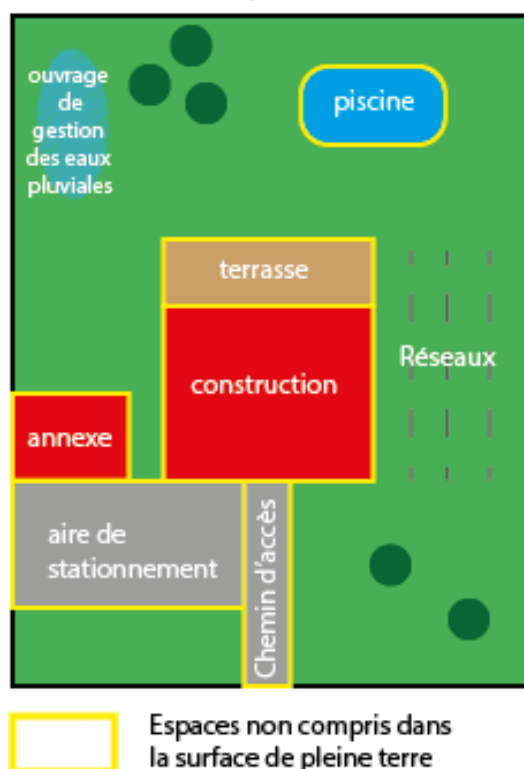 ouvrage
de
gestion
des eaux
pluviales
piscine
terrasse
Réseaux
construction
annexe
aire de
stationnement
Chemin d'accès
Espaces non compris dans
la surface de pleine terre